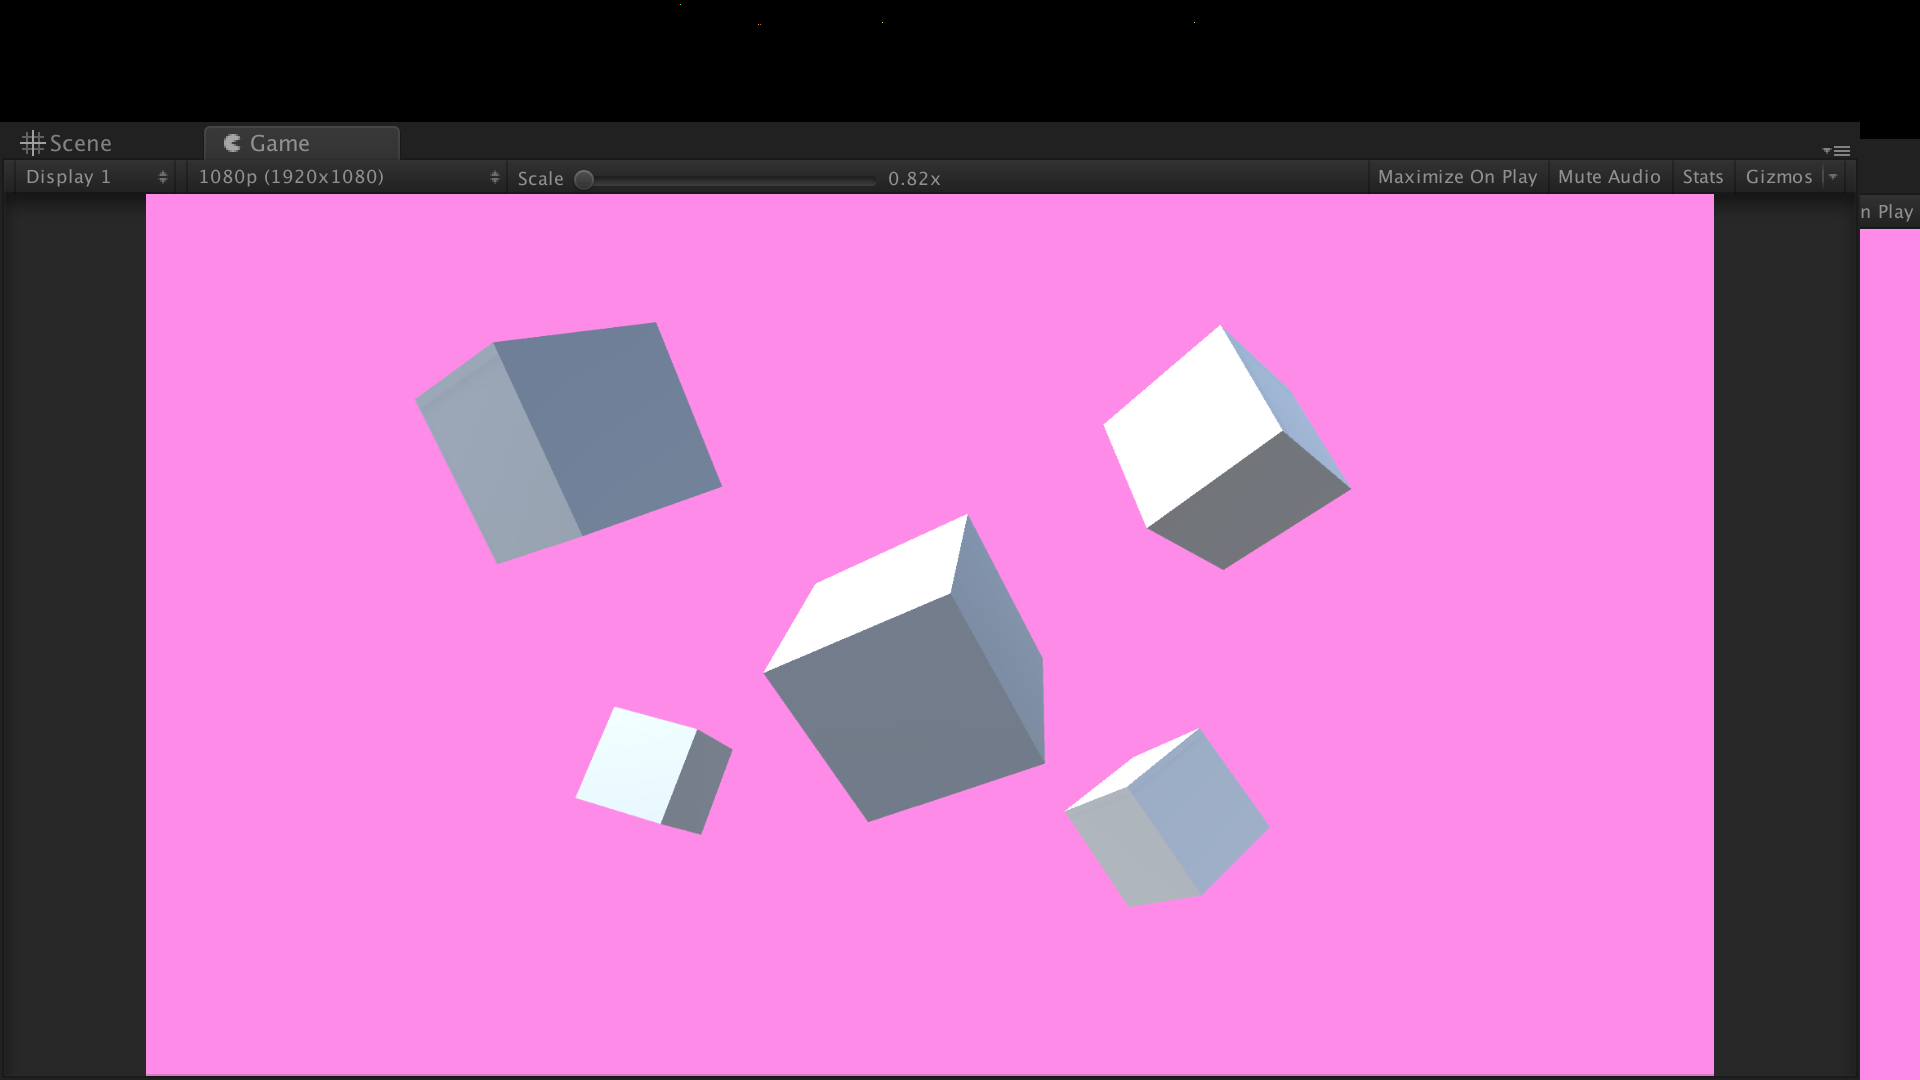 Scene Game
Display 1 1080p (1920x1080) Scale 0.82x Maximize On Play Mute Audio Stats Gizmos
n Play